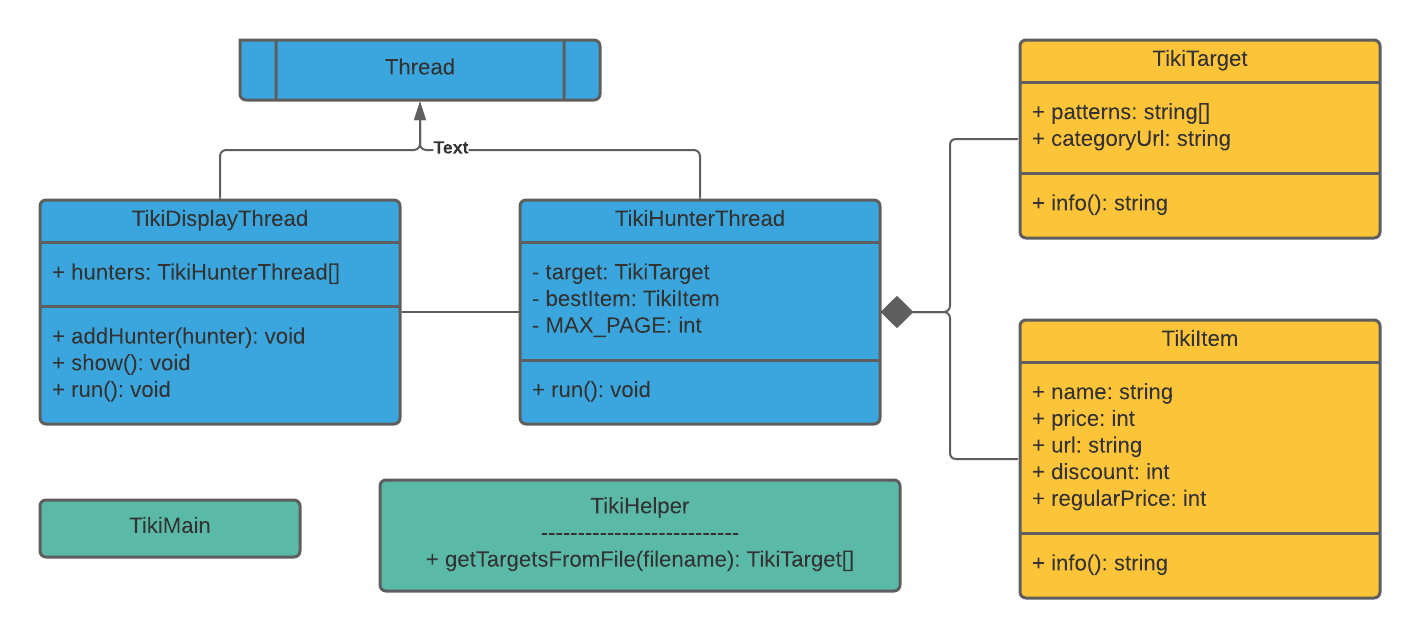 Thread
Text
TikiDisplayThread
+ hunters: TikiHunterThread[]
+ addHunter(hunter): void
+ show(): void
+ run(): void
TikiHunterThread
- target: TikiTarget
- bestItem: TikiItem
- MAX_PAGE: int
+ run(): void
TikiTarget
+ patterns: string[]
+ categoryUrl: string
+ info(): string
TikiItem
+ name: string
+ price: int
+ url: string
+ discount: int
+ regularPrice: int
+ info(): string
TikiMain
TikiHelper
---------------------------
+ getTargetsFromFile(filename): TikiTarget[]